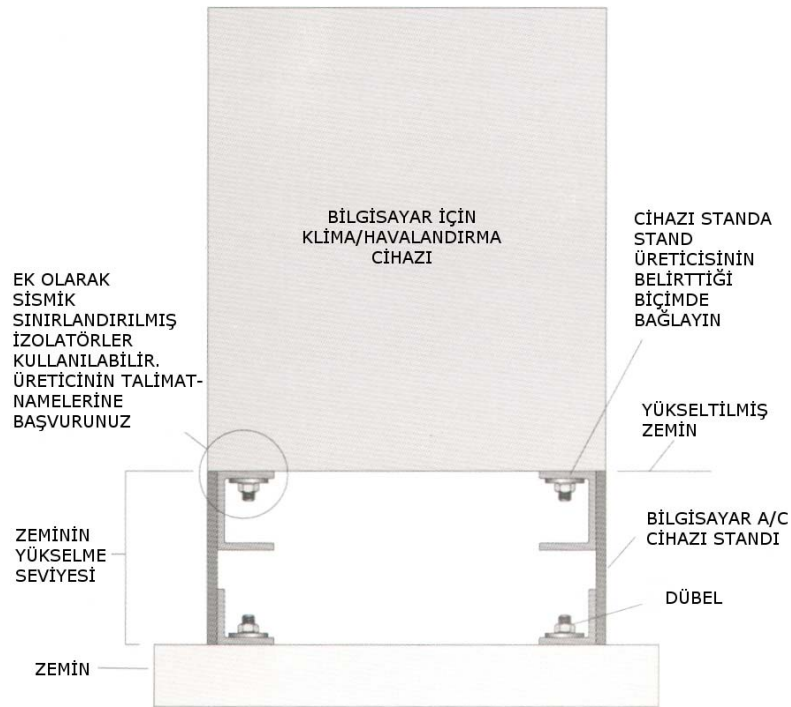 BİLGİSAYAR İÇİN
KLİMA/HAVALANDIRMA
CİHAZI
CİHAZI STANDA
STAND
ÜRETİCİSİNİN
BELİRTTİĞİ
BİÇİMDE
BAĞLAYIN
EK OLARAK
SİSMİK
SINIRLANDIRILMIŞ
İZOLATÖRLER
KULLANILABİLİR.
ÜRETİCİNİN TALİMAT-
NAMELERİNE
BAŞVURUNUZ
YÜKSELTİLMİŞ
ZEMİN
ZEMİNİN
YÜKSELME
SEVİYESİ
BİLGİSAYAR A/C
CİHAZI STANDI
DÜBEL
ZEMİN